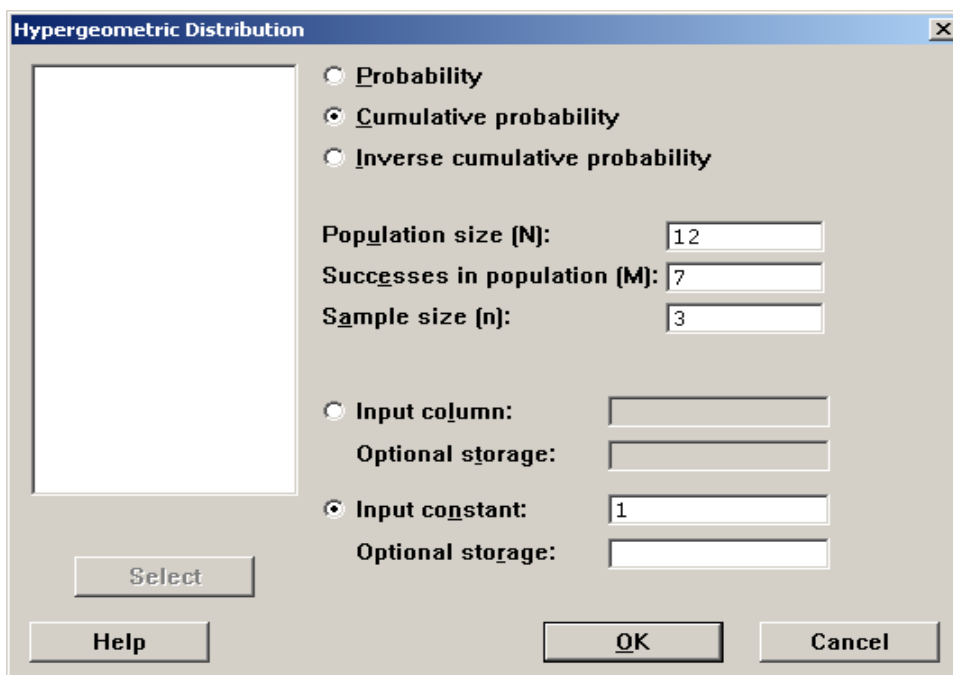 Hypergeometric Distribution
Probability
Cumulative probability
Inverse cumulative probability
Population size (N): 12
Successes in population (M): 7
Sample size (n): 3
Input column:
Optional storage:
Input constant: 1
Optional storage:
Select
Help OK Cancel